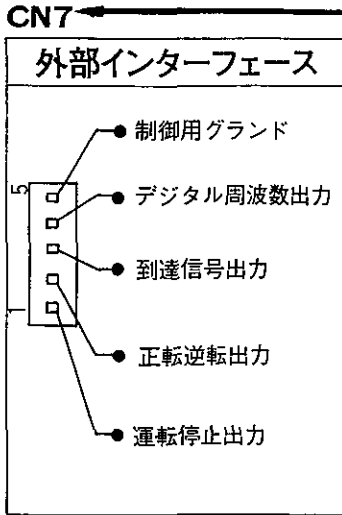 CN7
外部インターフェース
制御用グランド
5
デジタル周波数出力
到達信号出力
1
正転逆転出力
運転停止出力